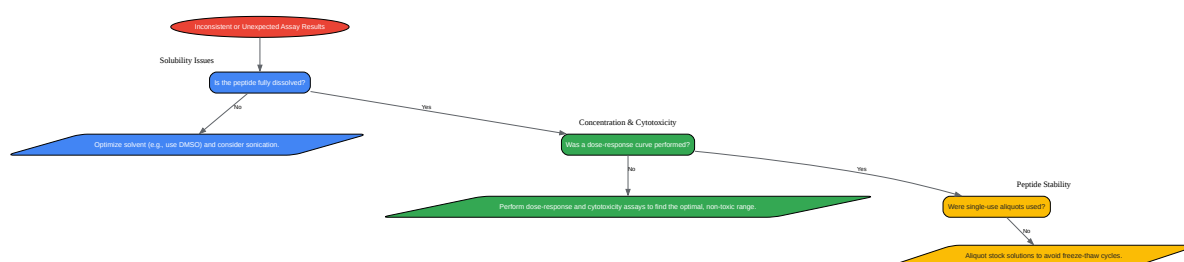 Inconsistent or Unexpected Assay Results
Solubility Issues
Is the peptide fully dissolved?
No
Yes
Optimize solvent (e.g., use DMSO) and consider sonication.
Concentration & Cytotoxicity
Was a dose-response curve performed?
No
Yes
Perform dose-response and cytotoxicity assays to find the optimal, non-toxic range.
Peptide Stability
Were single-use aliquots used?
No
Aliquot stock solutions to avoid freeze-thaw cycles.